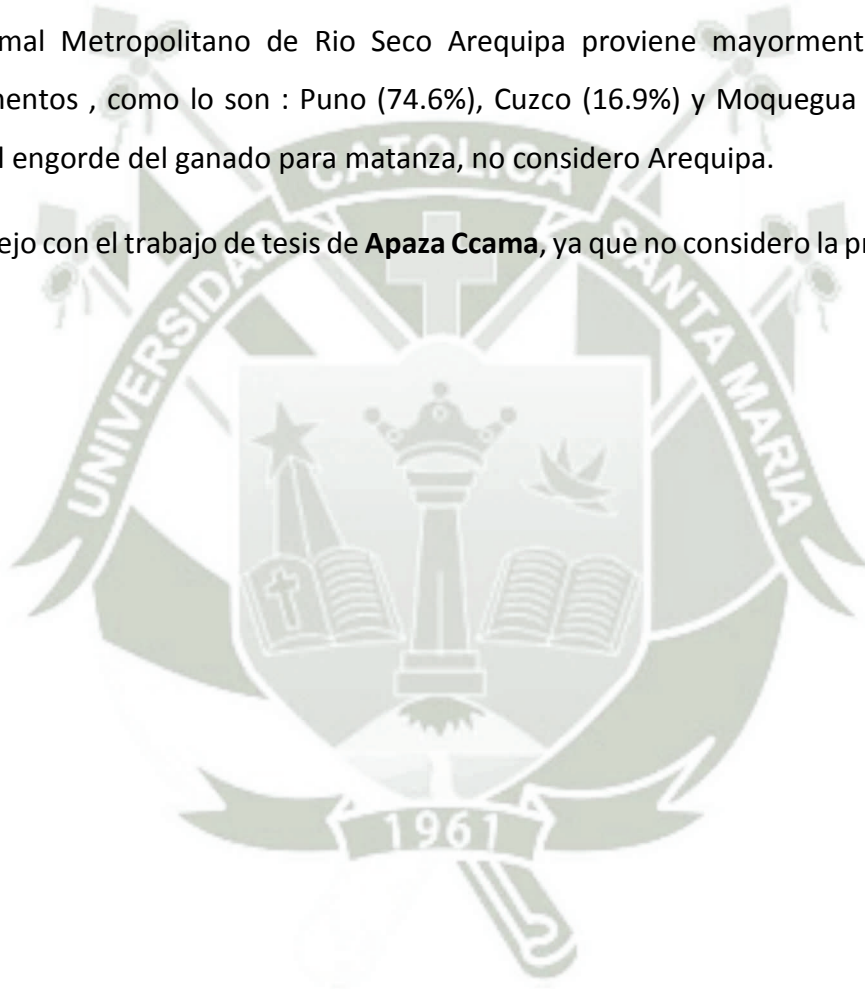 mal Metropolitano de Rio Seco Arequipa proviene mayorment
mentos , como lo son : Puno (74.6%), Cuzco (16.9%) y Moquegua
l engorde del ganado para matanza, no considero Arequipa.
ejo con el trabajo de tesis de Apaza Ccama, ya que no considero la pr
UNIVERSIDAD CATOLICA SANTA MARIA
1961